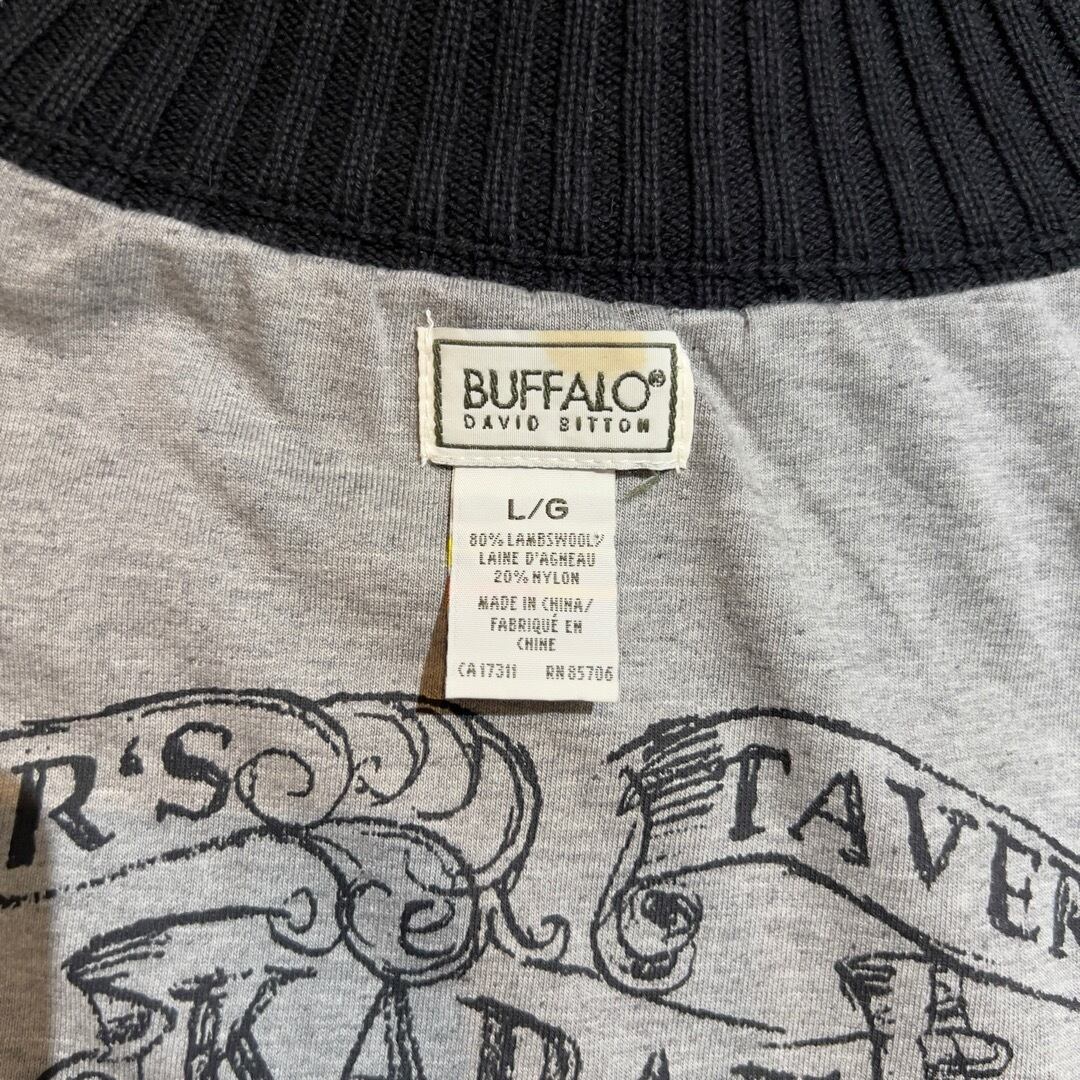 BUFFALO®
DAVID BITTON
L/G
80% LAMBSWOOL/
LAINE D'AGNEAU
20% NYLON
MADE IN CHINA/
FABRIQUÉ EN
CHINE
CA17311 RN85706
R'S TAVER